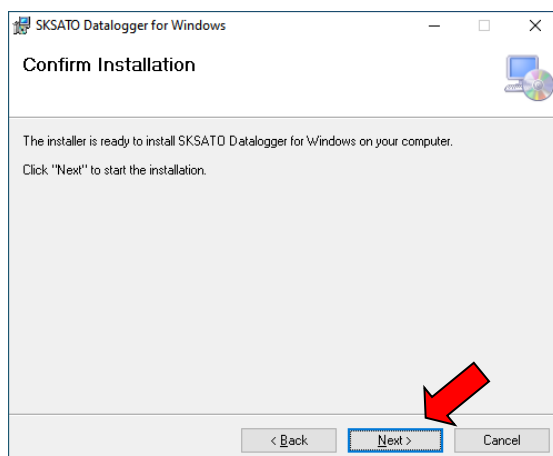 SKSATO Datalogger for Windows
Confirm Installation
The installer is ready to install SKSATO Datalogger for Windows on your computer.
Click "Next" to start the installation.
< Back
Next >
Cancel